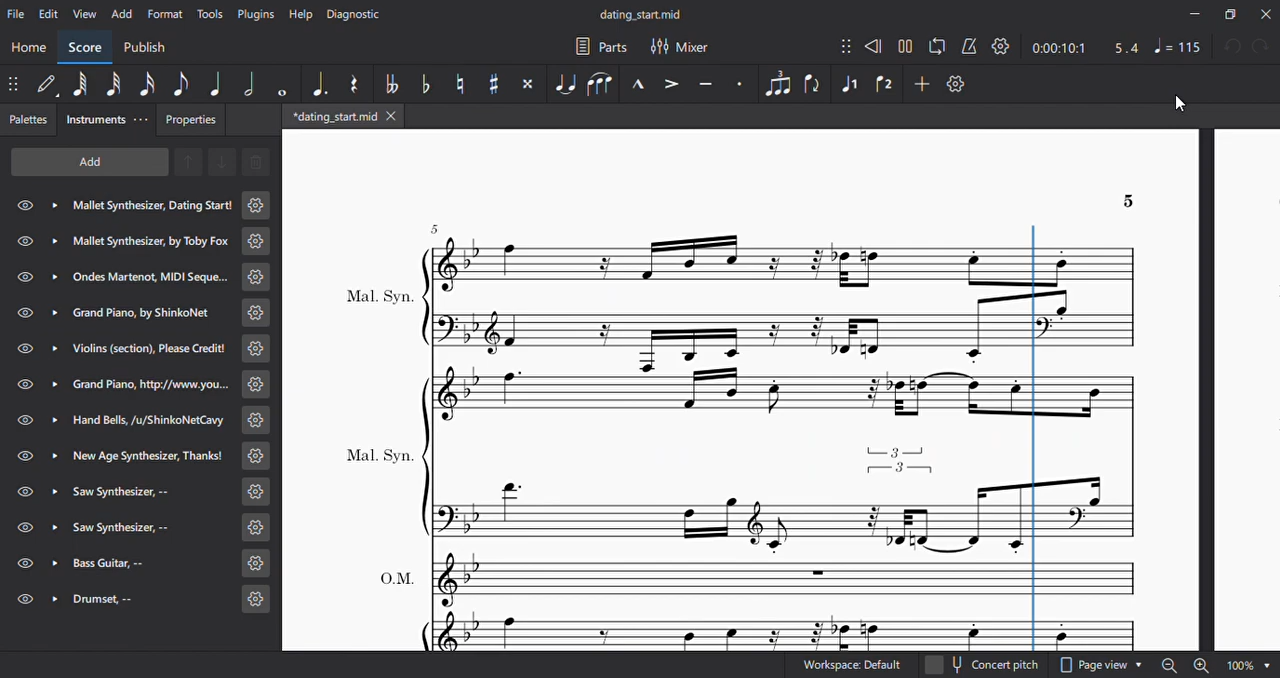 File Edit View Add Format Tools Plugins Help Diagnostic dating_start.mid
Home Score Publish Parts Mixer 0:00:10:1 5 . 4 = 115
3 1 2
Palettes Instruments ··· Properties *dating_start.mid
Add
Mallet Synthesizer, Dating Start!
Mallet Synthesizer, by Toby Fox
Ondes Martenot, MIDI Seque...
Grand Piano, by ShinkoNet
Violins (section), Please Credit!
Grand Piano, http://www.you...
Hand Bells, /u/ShinkoNetCavy
New Age Synthesizer, Thanks!
Saw Synthesizer, --
Saw Synthesizer, --
Bass Guitar, --
Drumset, --
5
5
Mal. Syn.
Mal. Syn.
3
3
O.M.
Workspace: Default Concert pitch Page view 100%